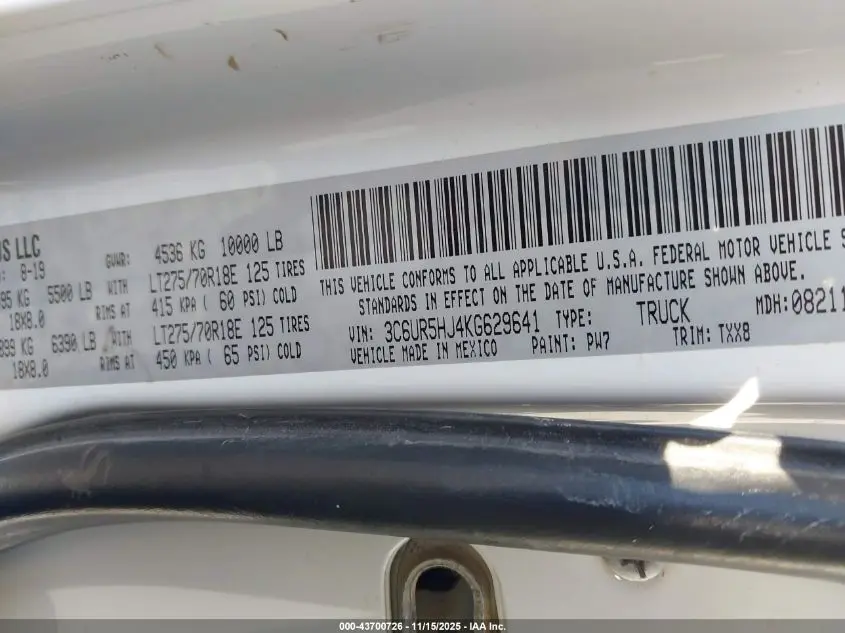 US LLC
8-19 GVWR: 4536 KG 10000 LB
95 KG 5500 LB WITH LT275/70R18E 125 TIRES
18X8.0 RIMS AT 415 KPA ( 60 PSI) COLD
899 KG 6390 LB WITH LT275/70R18E 125 TIRES
18X8.0 RIMS AT 450 KPA ( 65 PSI) COLD
THIS VEHICLE CONFORMS TO ALL APPLICABLE U.S.A. FEDERAL MOTOR VEHICLE S
STANDARDS IN EFFECT ON THE DATE OF MANUFACTURE SHOWN ABOVE.
VIN: 3C6UR5HJ4KG629641 TYPE: TRUCK MDH:08211
VEHICLE MADE IN MEXICO PAINT: PW7 TRIM: TXX8
000-43700726 - 11/15/2025 - IAA Inc.